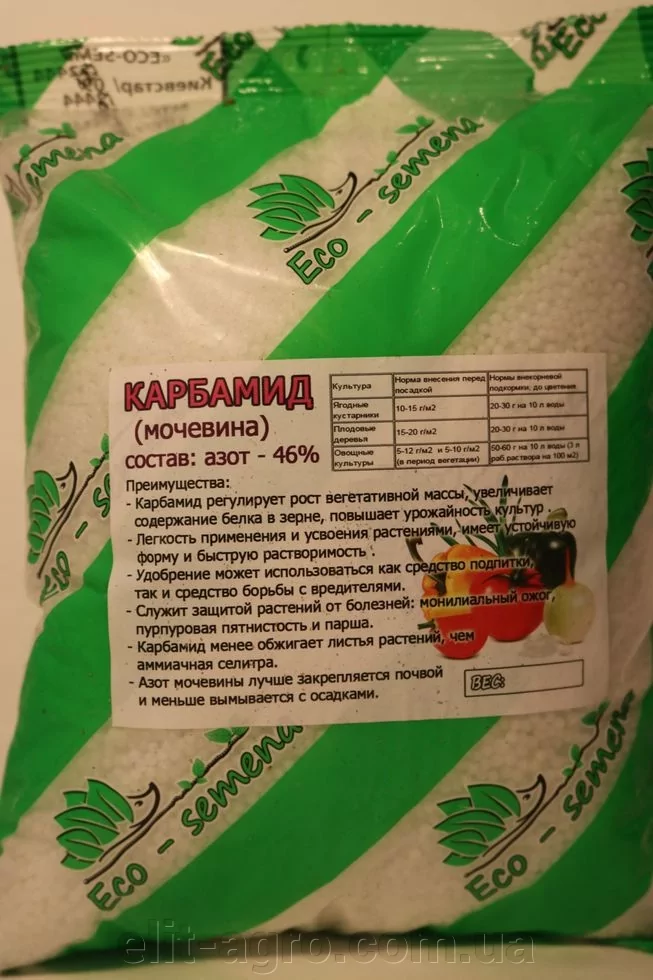 «ECO-SEME
Киевстар/
Eco
Eco
semena
Eco - semena
КАРБАМИД
(мочевина)
состав: азот - 46%
Культура Норма внесения перед посадкой Нормы внекорневой подкормки, до цветения
Ягодные кустарники 10-15 г/м2 20-30 г на 10 л воды
Плодовые деревья 15-20 г/м2 20-30 г на 10 л воды
Овощные культуры 5-12 г/м2 и 5-10 г/м2 (в период вегетации) 50-60 г на 10 л воды (3 л раб.раствора на 100 м2)
Преимущества:
- Карбамид регулирует рост вегетативной массы, увеличивает
содержание белка в зерне, повышает урожайность культур .
- Легкость применения и усвоения растениями, имеет устойчивую
форму и быструю растворимость .
- Удобрение может использоваться как средство подпитки,
так и средство борьбы с вредителями.
- Служит защитой растений от болезней: монилиальный ожог,
пурпуровая пятнистость и парша.
- Карбамид менее обжигает листья растений, чем
аммиачная селитра.
- Азот мочевины лучше закрепляется почвой
и меньше вымывается с осадками.
ВЕС:
Eco - semena
Eco - semena
elit-agro.com.ua